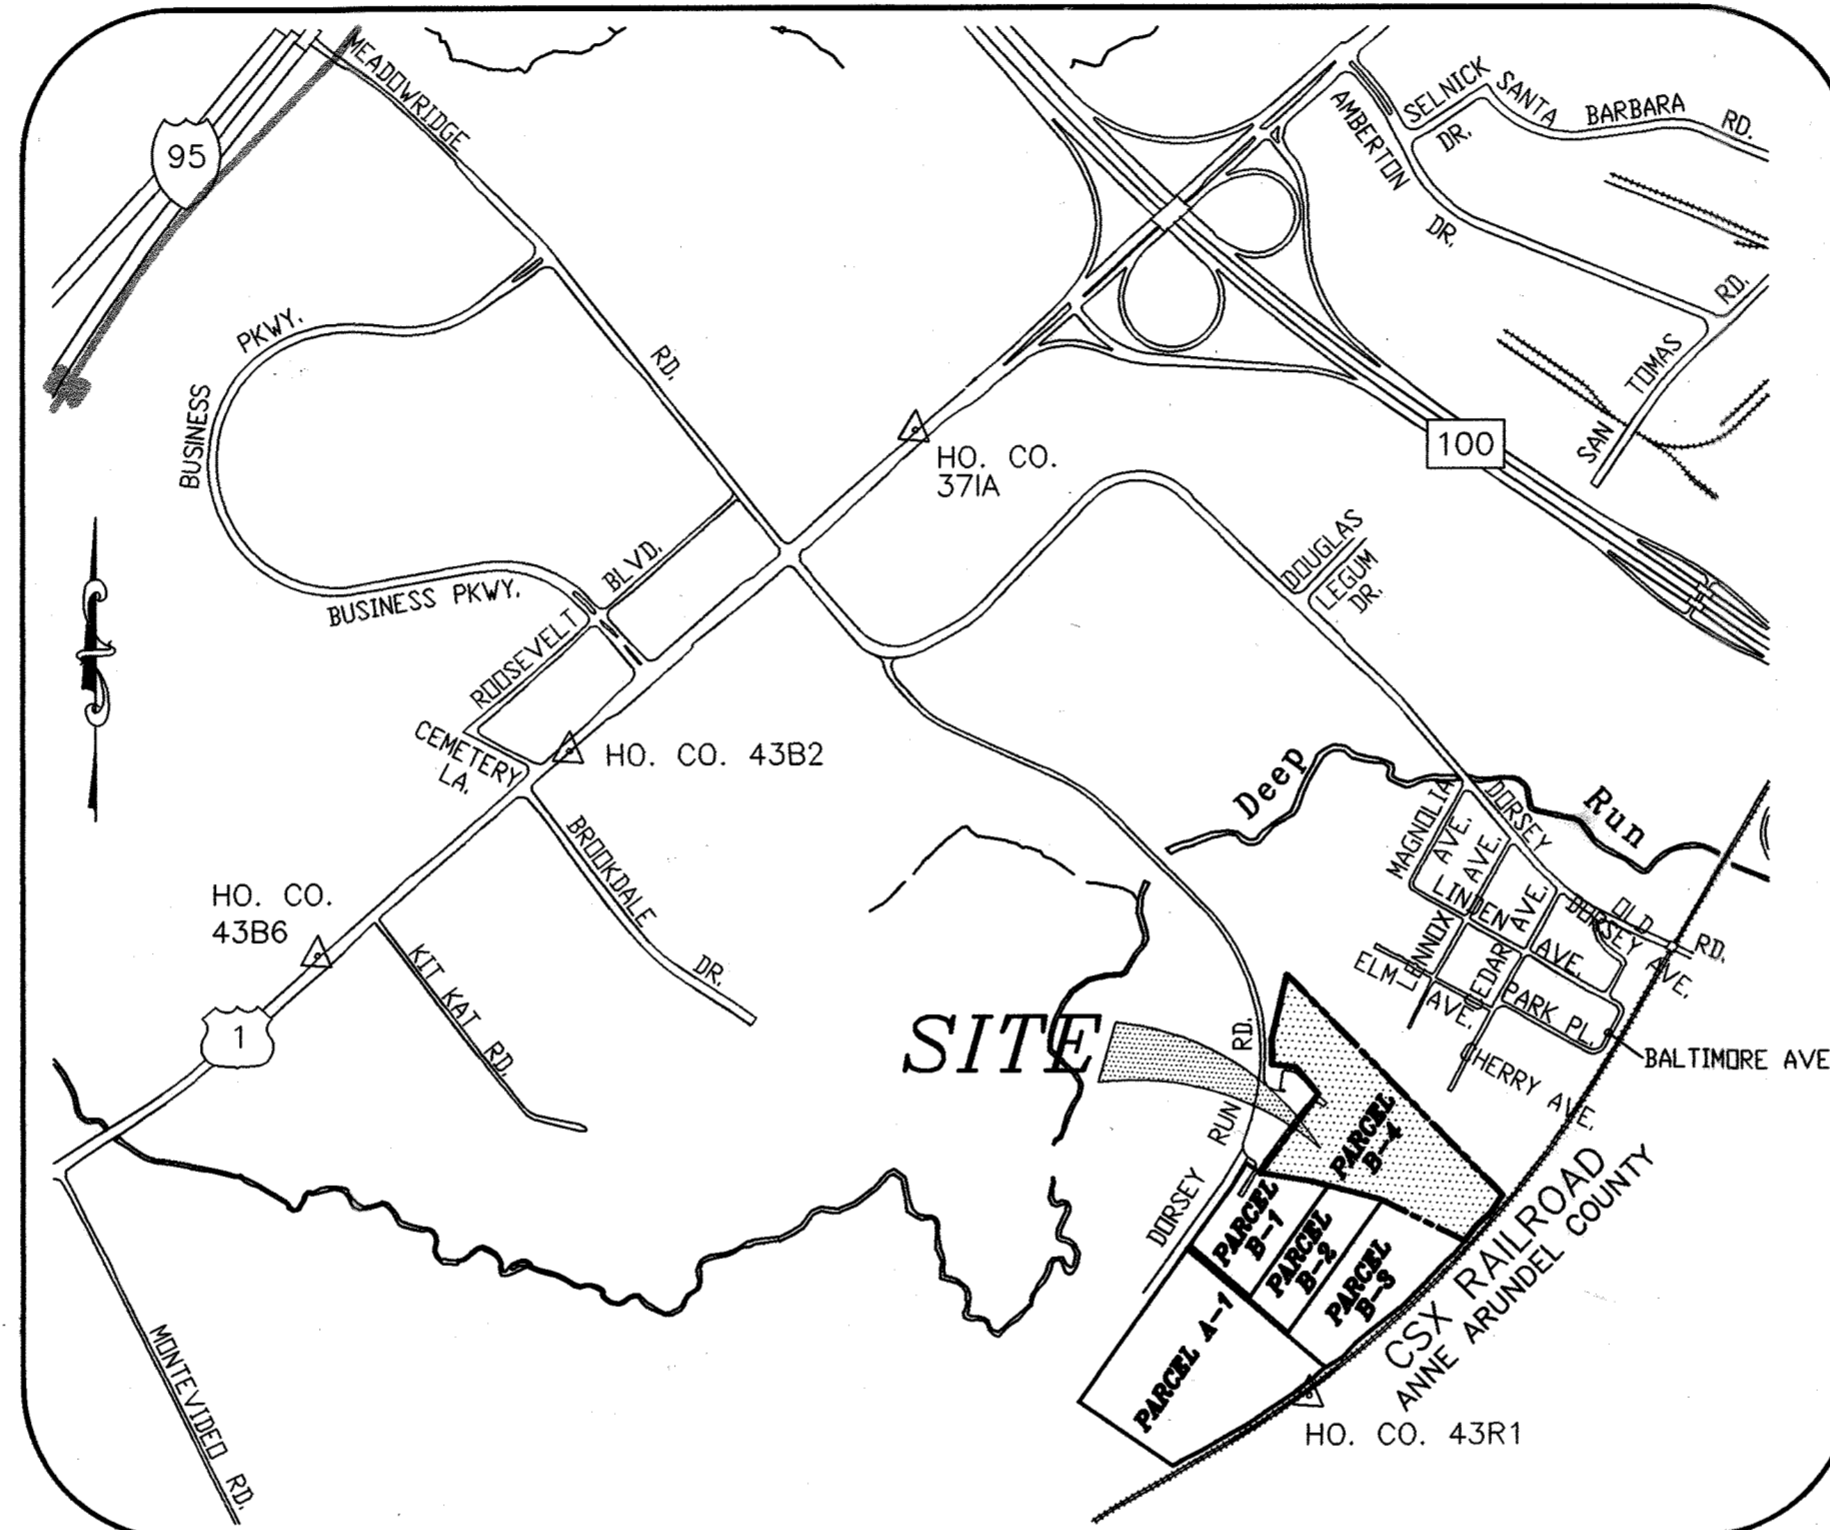 MEADOWRIDGE
RD.
95
SELNICK
DR.
SANTA
BARBARA
RD.
AMBERTON
DR.
PKWY.
BUSINESS
BUSINESS PKWY.
RD.
SAN
TOMAS
100
HO. CO.
371A
BLVD.
ROOSEVELT
DOUGLAS
LEGUM
DR.
CEMETERY
LA.
HO. CO. 43B2
Deep
Run
MAGNOLIA
AVE.
DORSEY
AVE.
LINDEN
AVE.
OLD
DORSEY AVE.
RD.
LENNOX
AVE.
ELM
AVE.
CEDAR
AVE.
PARK PL.
BALTIMORE AVE
CHERRY AVE.
HO. CO.
43B6
BROOKDALE
DR.
KIT KAT RD.
1
SITE
DORSEY
RUN
RD.
PARCEL
B-4
PARCEL
B-1
PARCEL
B-2
PARCEL
B-3
PARCEL A-1
CSX RAILROAD
ANNE ARUNDEL COUNTY
HO. CO. 43R1
MONTEVIDEO RD.